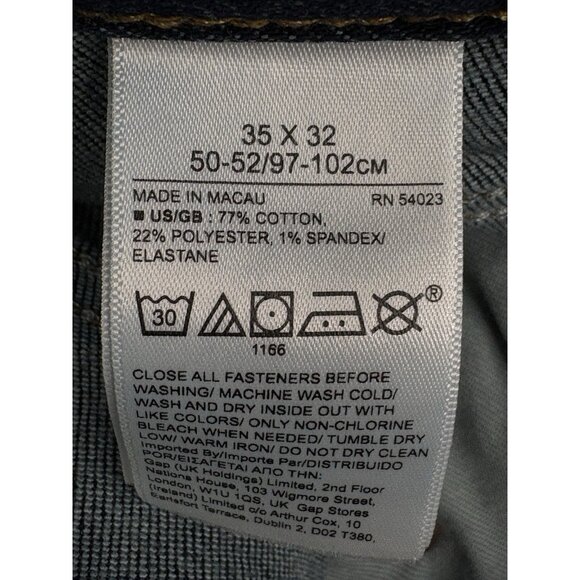 35 X 32
50-52/97-102CM
MADE IN MACAU RN 54023
US/GB : 77% COTTON,
22% POLYESTER, 1% SPANDEX/
ELASTANE
30 ®
1166
CLOSE ALL FASTENERS BEFORE
WASHING/ MACHINE WASH COLD/
WASH AND DRY INSIDE OUT WITH
LIKE COLORS/ ONLY NON-CHLORINE
BLEACH WHEN NEEDED/ TUMBLE DRY
LOW/ WARM IRON/ DO NOT DRY CLEAN
Imported By/Importe Par/DISTRIBUIDO
POR/ΕΙΣΑΓΕΤΑΙ ΑΠΟ ΤΗΝ:
Gap (UK Holdings) Limited, 2nd Floor
Nations House, 103 Wigmore Street,
London, W1U 1QS, UK Gap Stores
(Ireland) Limited c/o Arthur Cox, 10
Earlsfort Terrace, Dublin 2, D02 T380,